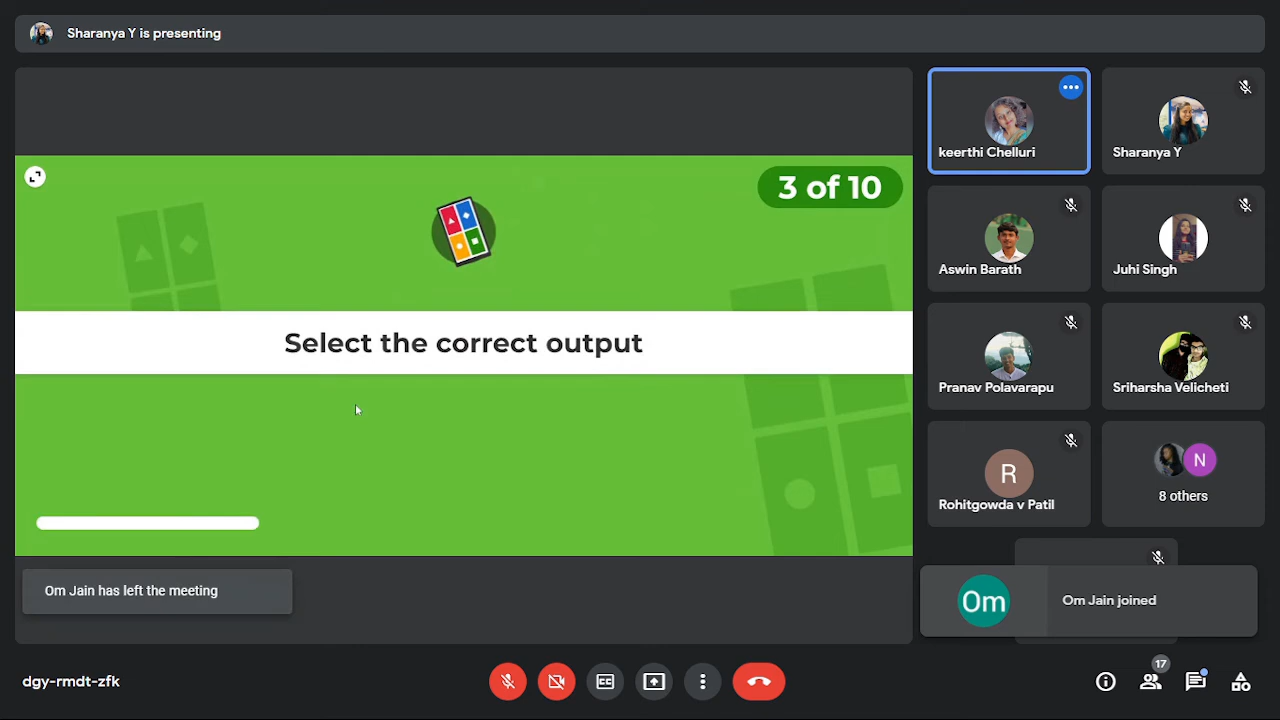 Sharanya Y is presenting
3 of 10
Select the correct output
Om Jain has left the meeting
dgy-rmdt-zfk
keerthi Chelluri
Sharanya Y
Aswin Barath
Juhi Singh
Pranav Polavarapu
Sriharsha Velicheti
R
Rohitgowda v Patil
N
8 others
Om
Om Jain joined
17